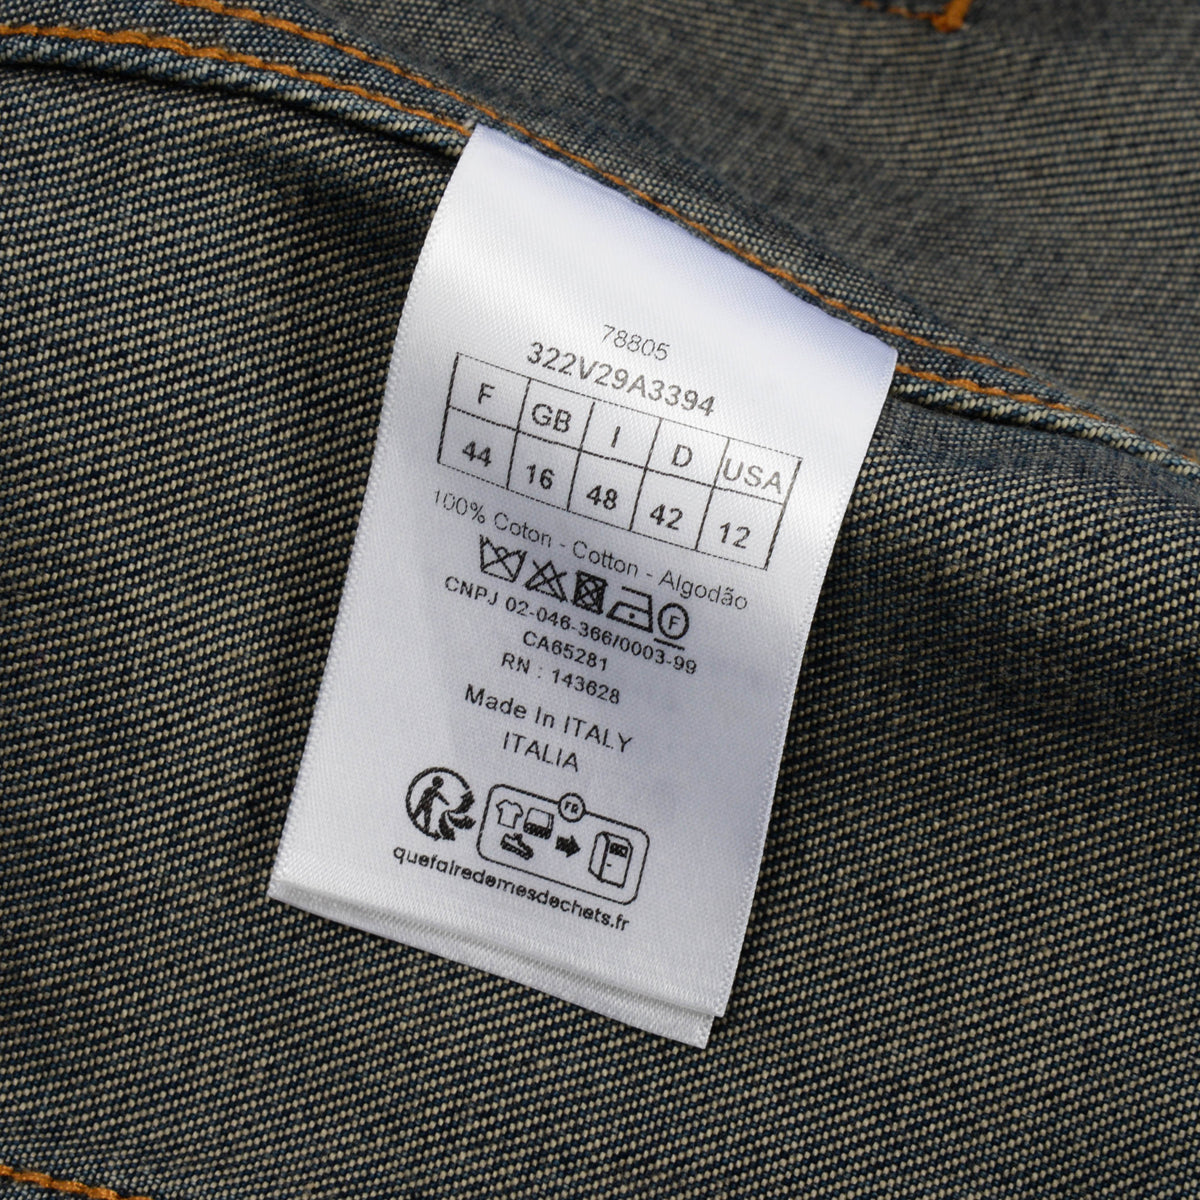 78805
322V29A3394
F GB I D USA
44 16 48 42 12
100% Coton - Cotton - Algodão
F
CNPJ 02-046-366/0003-99
CA65281
RN : 143628
Made In ITALY
ITALIA
FR
quefairedemesdechets.fr